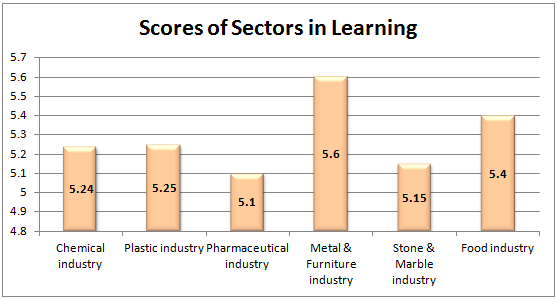 Scores of Sectors in Learning
5.7
5.6
5.5
5.4
5.3
5.2
5.1
5
4.9
4.8
5.24
5.25
5.1
5.6
5.15
5.4
Chemical
industry
Plastic industry
Pharmaceutical
industry
Metal &
Furniture
industry
Stone &
Marble
industry
Food industry